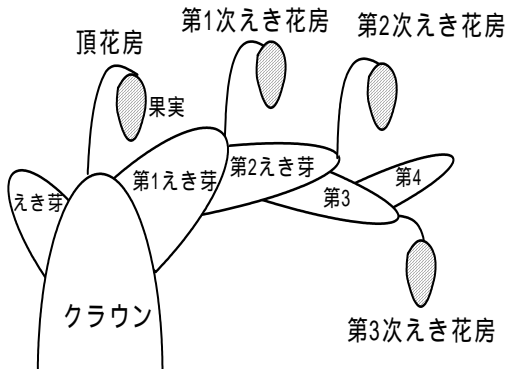 第1次えき花房
第2次えき花房
頂花房
果実
第1えき芽
第2えき芽
第3
第4
えき芽
クラウン
第3次えき花房